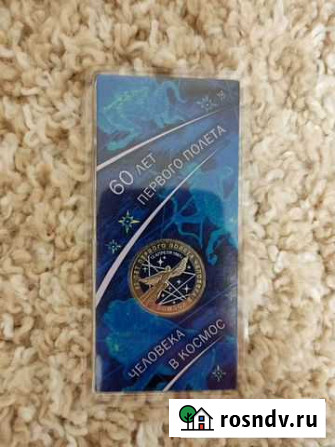 60 ЛЕТ
ПЕРВОГО ПОЛЕТА
ЧЕЛОВЕКА
В КОСМОС
rosndv.ru